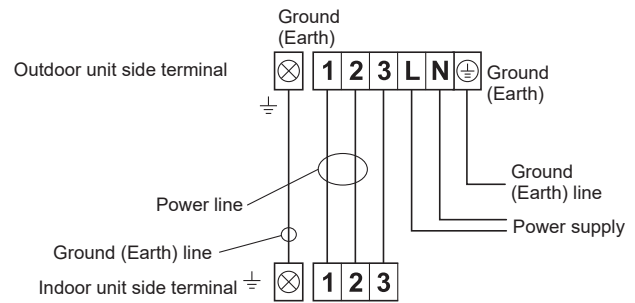 Ground
(Earth)
Outdoor unit side terminal
1 2 3 L N
Ground
(Earth)
Ground
(Earth) line
Power line
Power supply
Ground (Earth) line
Indoor unit side terminal
1 2 3